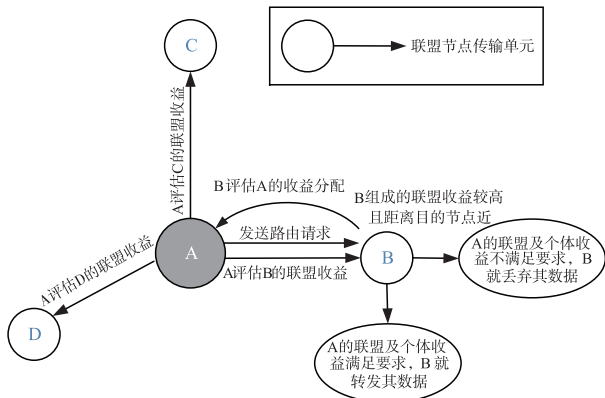 C
联盟节点传输单元
A评估C的联盟收益
B评估A的收益分配
B组成的联盟收益较高
且距离目的节点近
发送路由请求
A
B
A评估B的联盟收益
A的联盟及个体收
益不满足要求，B
就丢弃其数据
A评估D的联盟收益
D
A的联盟及个体收
益满足要求，B 就
转发其数据